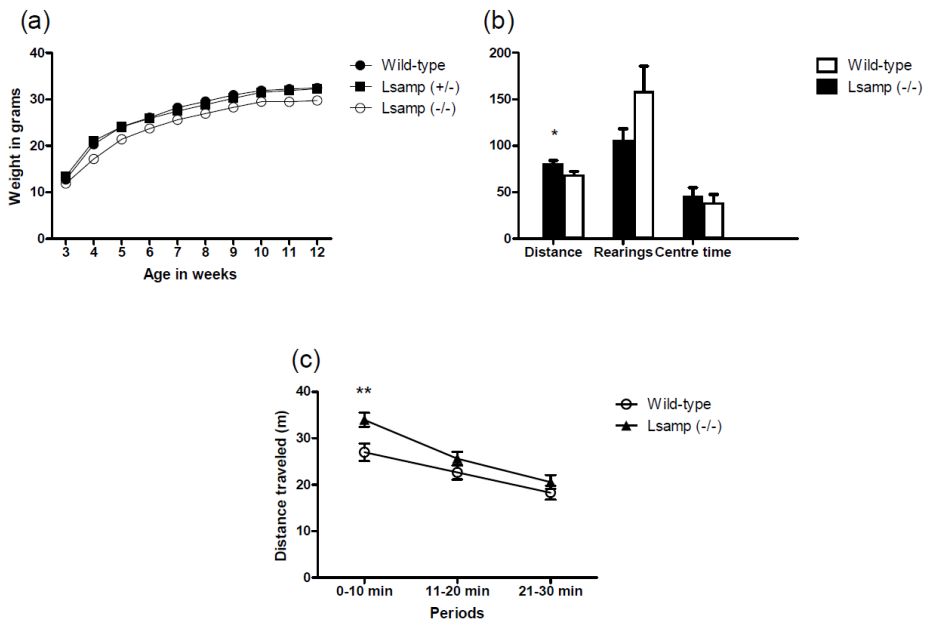 (a)
Weight in grams
40
30
20
10
0
3 4 5 6 7 8 9 10 11 12
Age in weeks
Wild-type
Lsamp (+/-)
Lsamp (-/-)
(b)
200
150
100
50
0
*
Distance Rearings Centre time
Wild-type
Lsamp (-/-)
(c)
Distance traveled (m)
40
30
20
10
0
**
0-10 min 11-20 min 21-30 min
Periods
Wild-type
Lsamp (-/-)